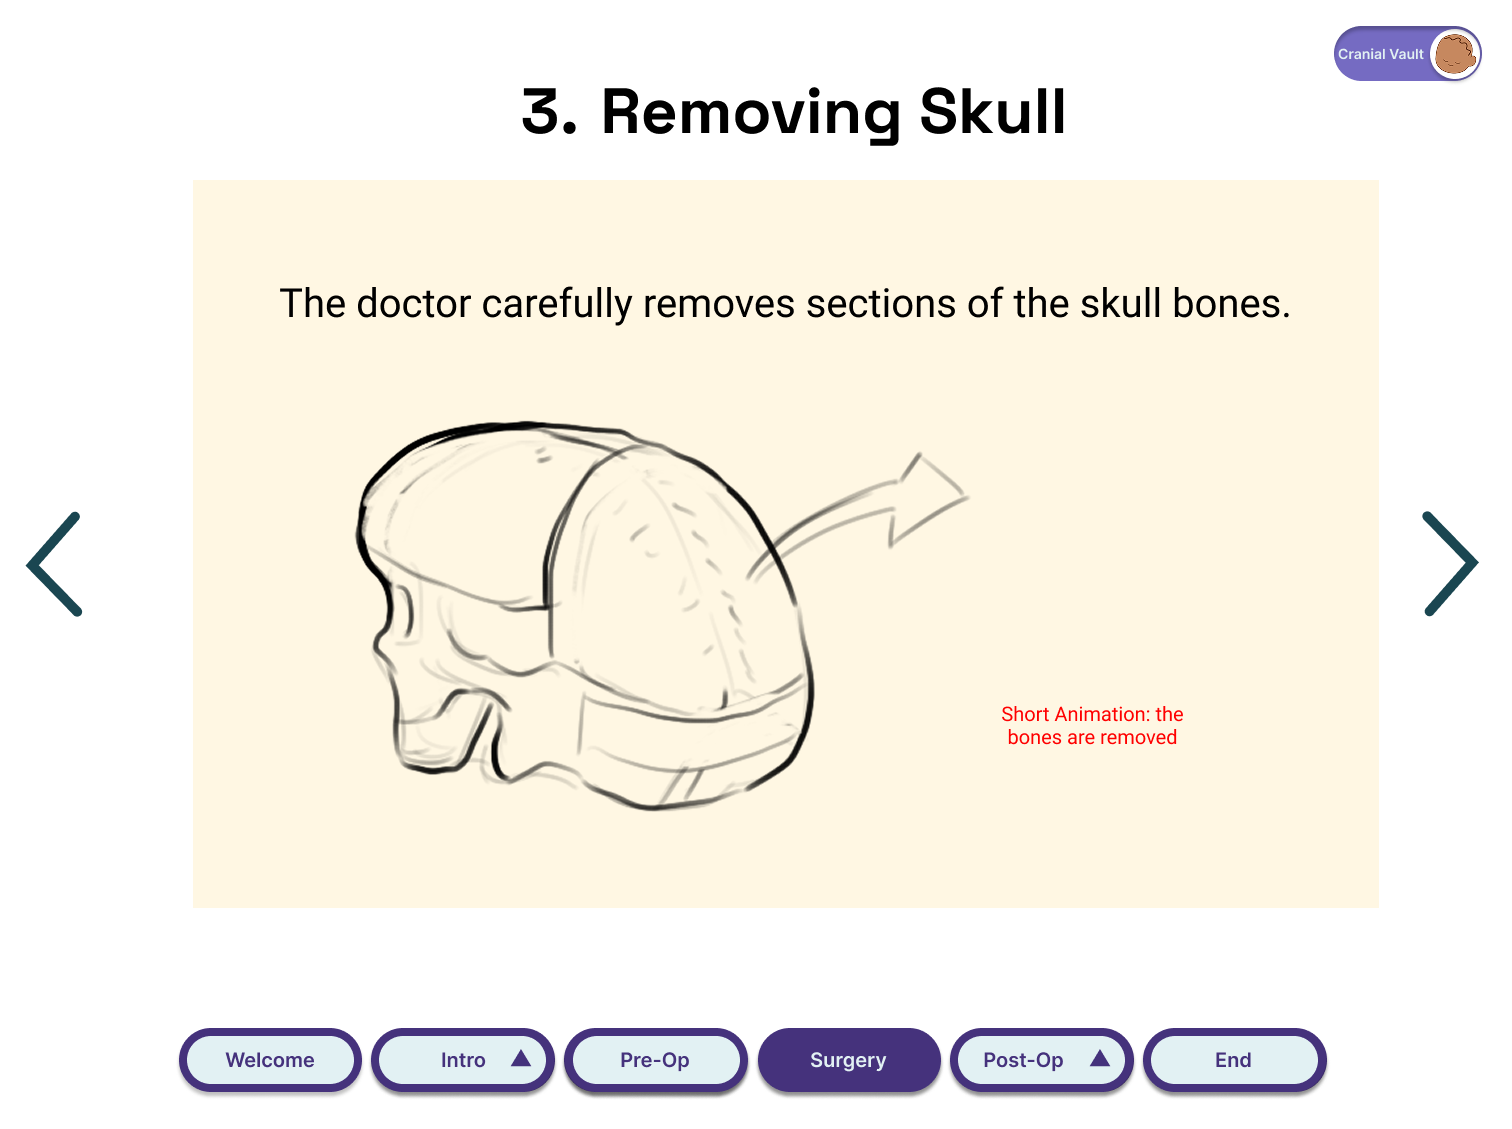 Cranial Vault
3. Removing Skull
The doctor carefully removes sections of the skull bones.
Short Animation: the
bones are removed
Welcome
Intro
Pre-Op
Surgery
Post-Op
End